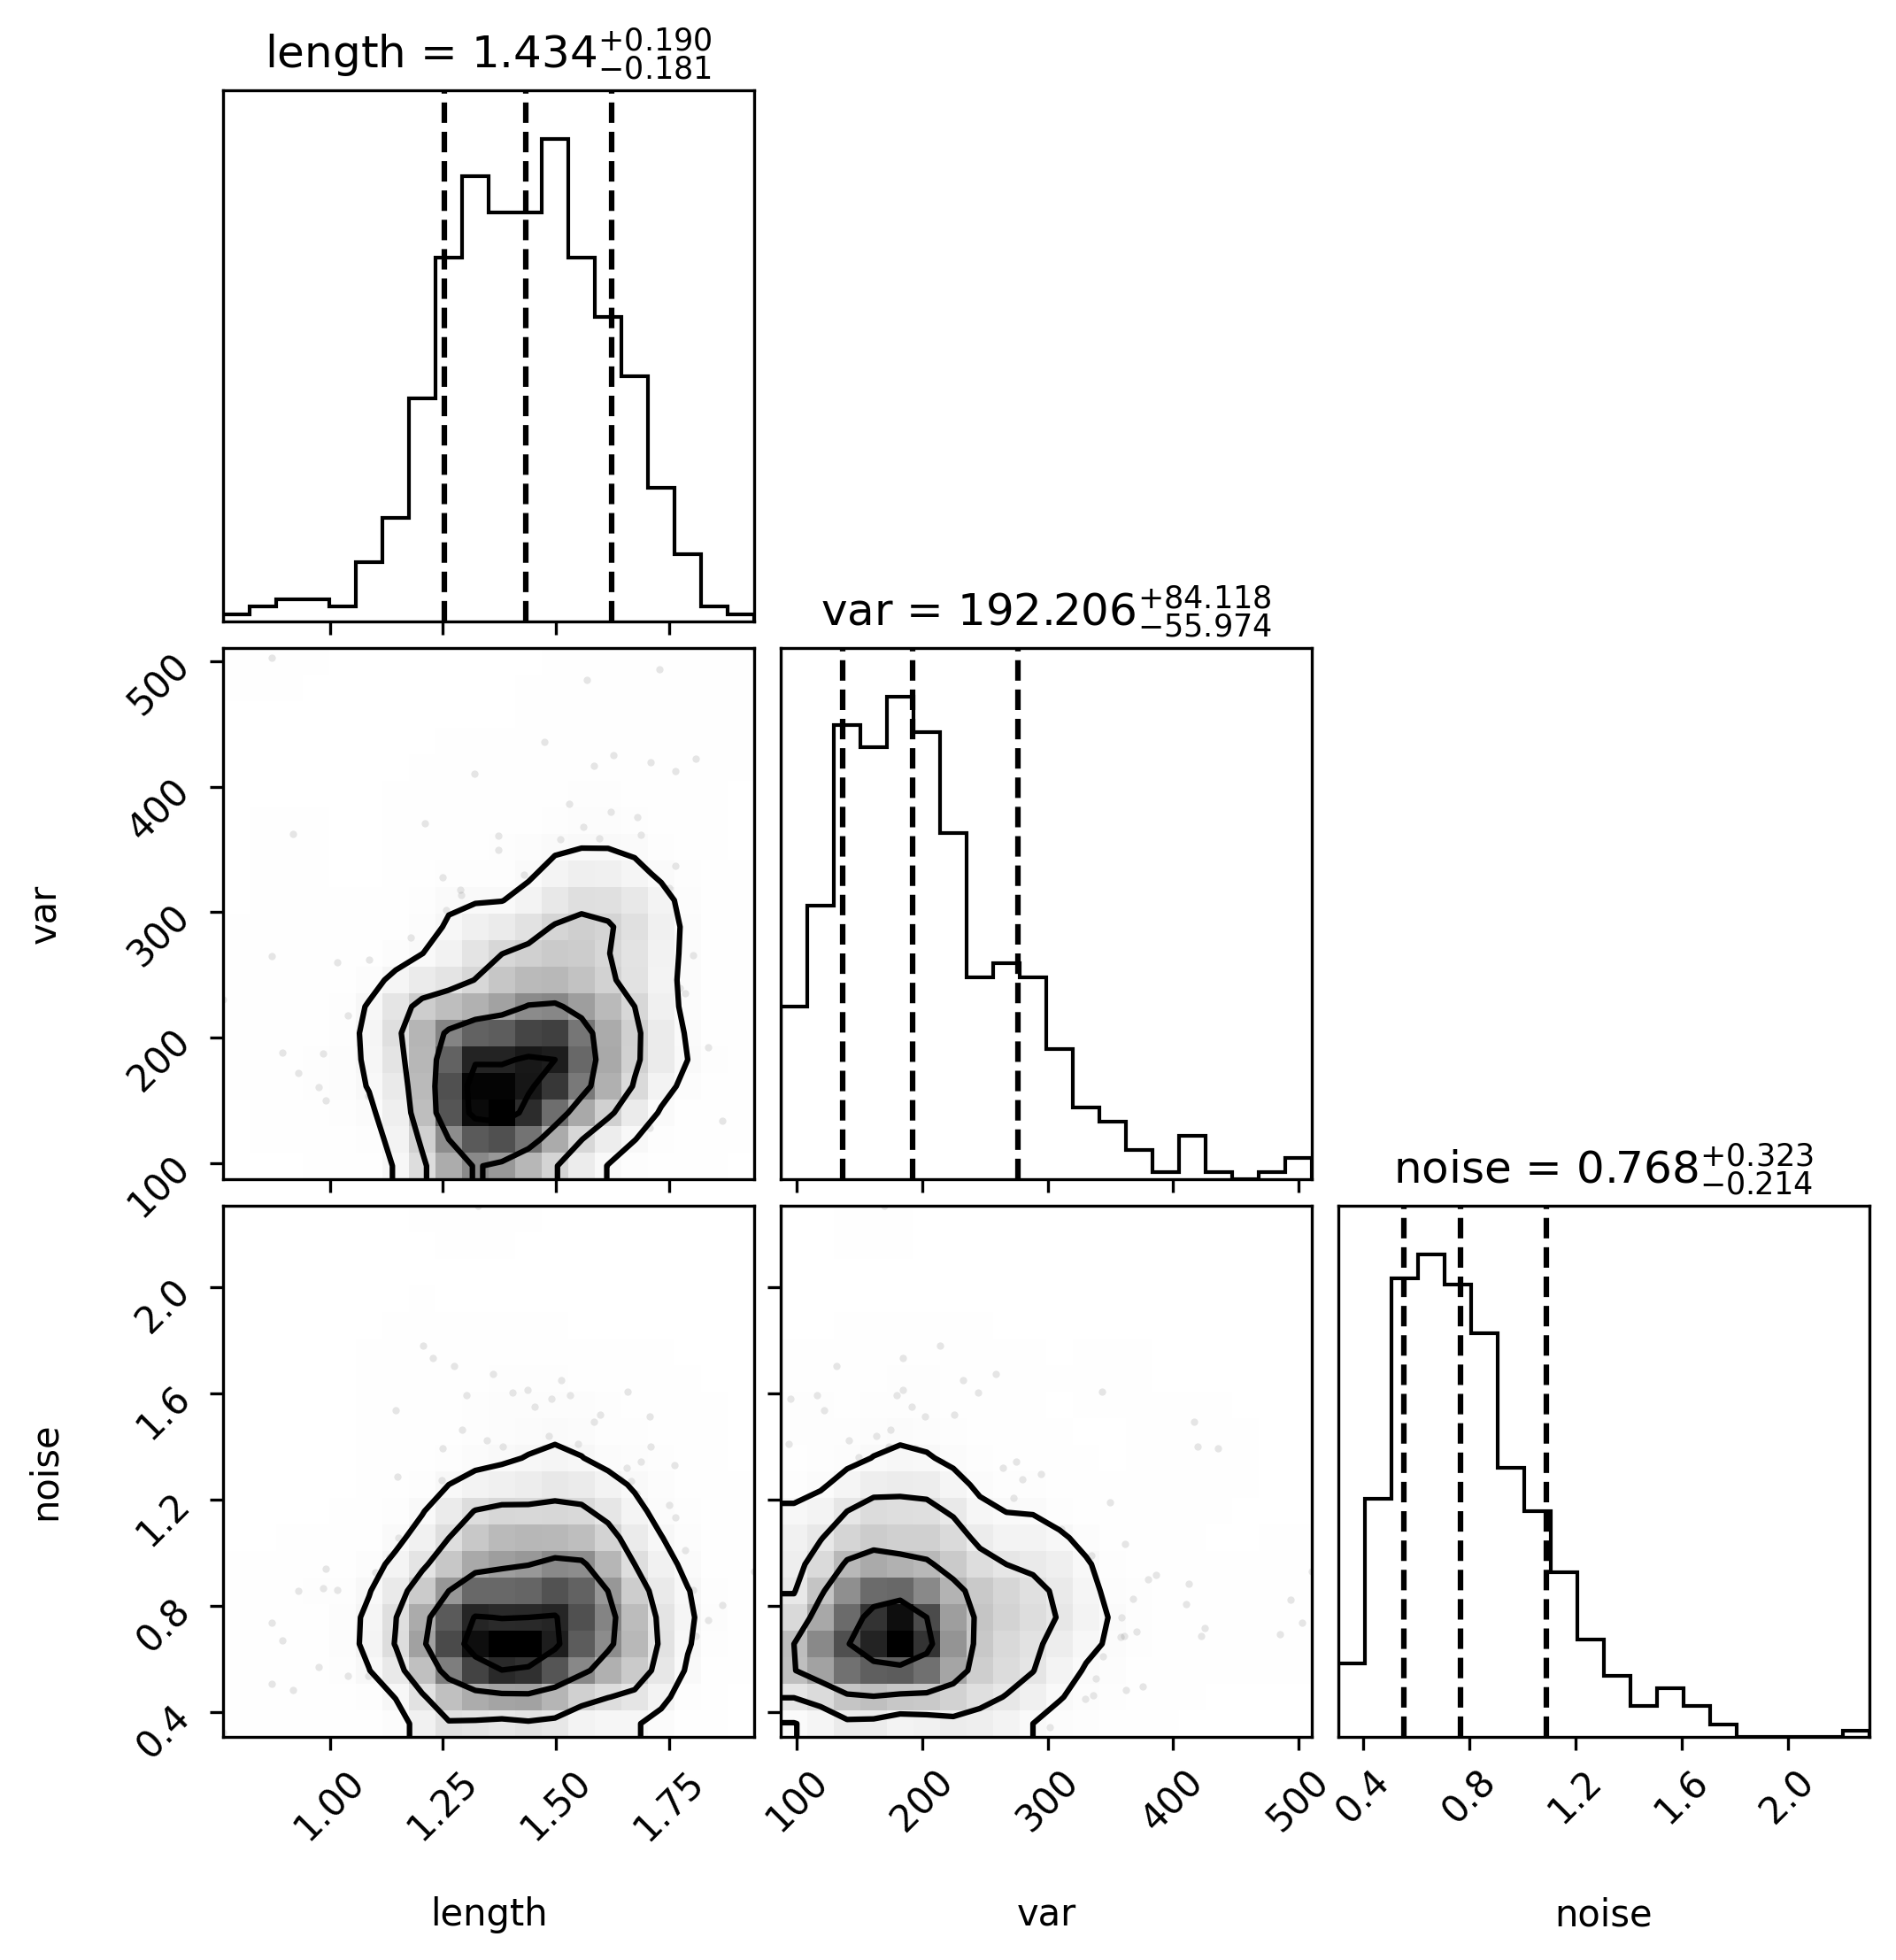 length = 1.434 +0.190 −0.181
var = 192.206 +84.118 −55.974
500
400
300
200
100
var
noise = 0.768 +0.323 −0.214
2.0
1.6
1.2
0.8
0.4
noise
1.00 1.25 1.50 1.75 100 200 300 400 500 0.4 0.8 1.2 1.6 2.0
length var noise